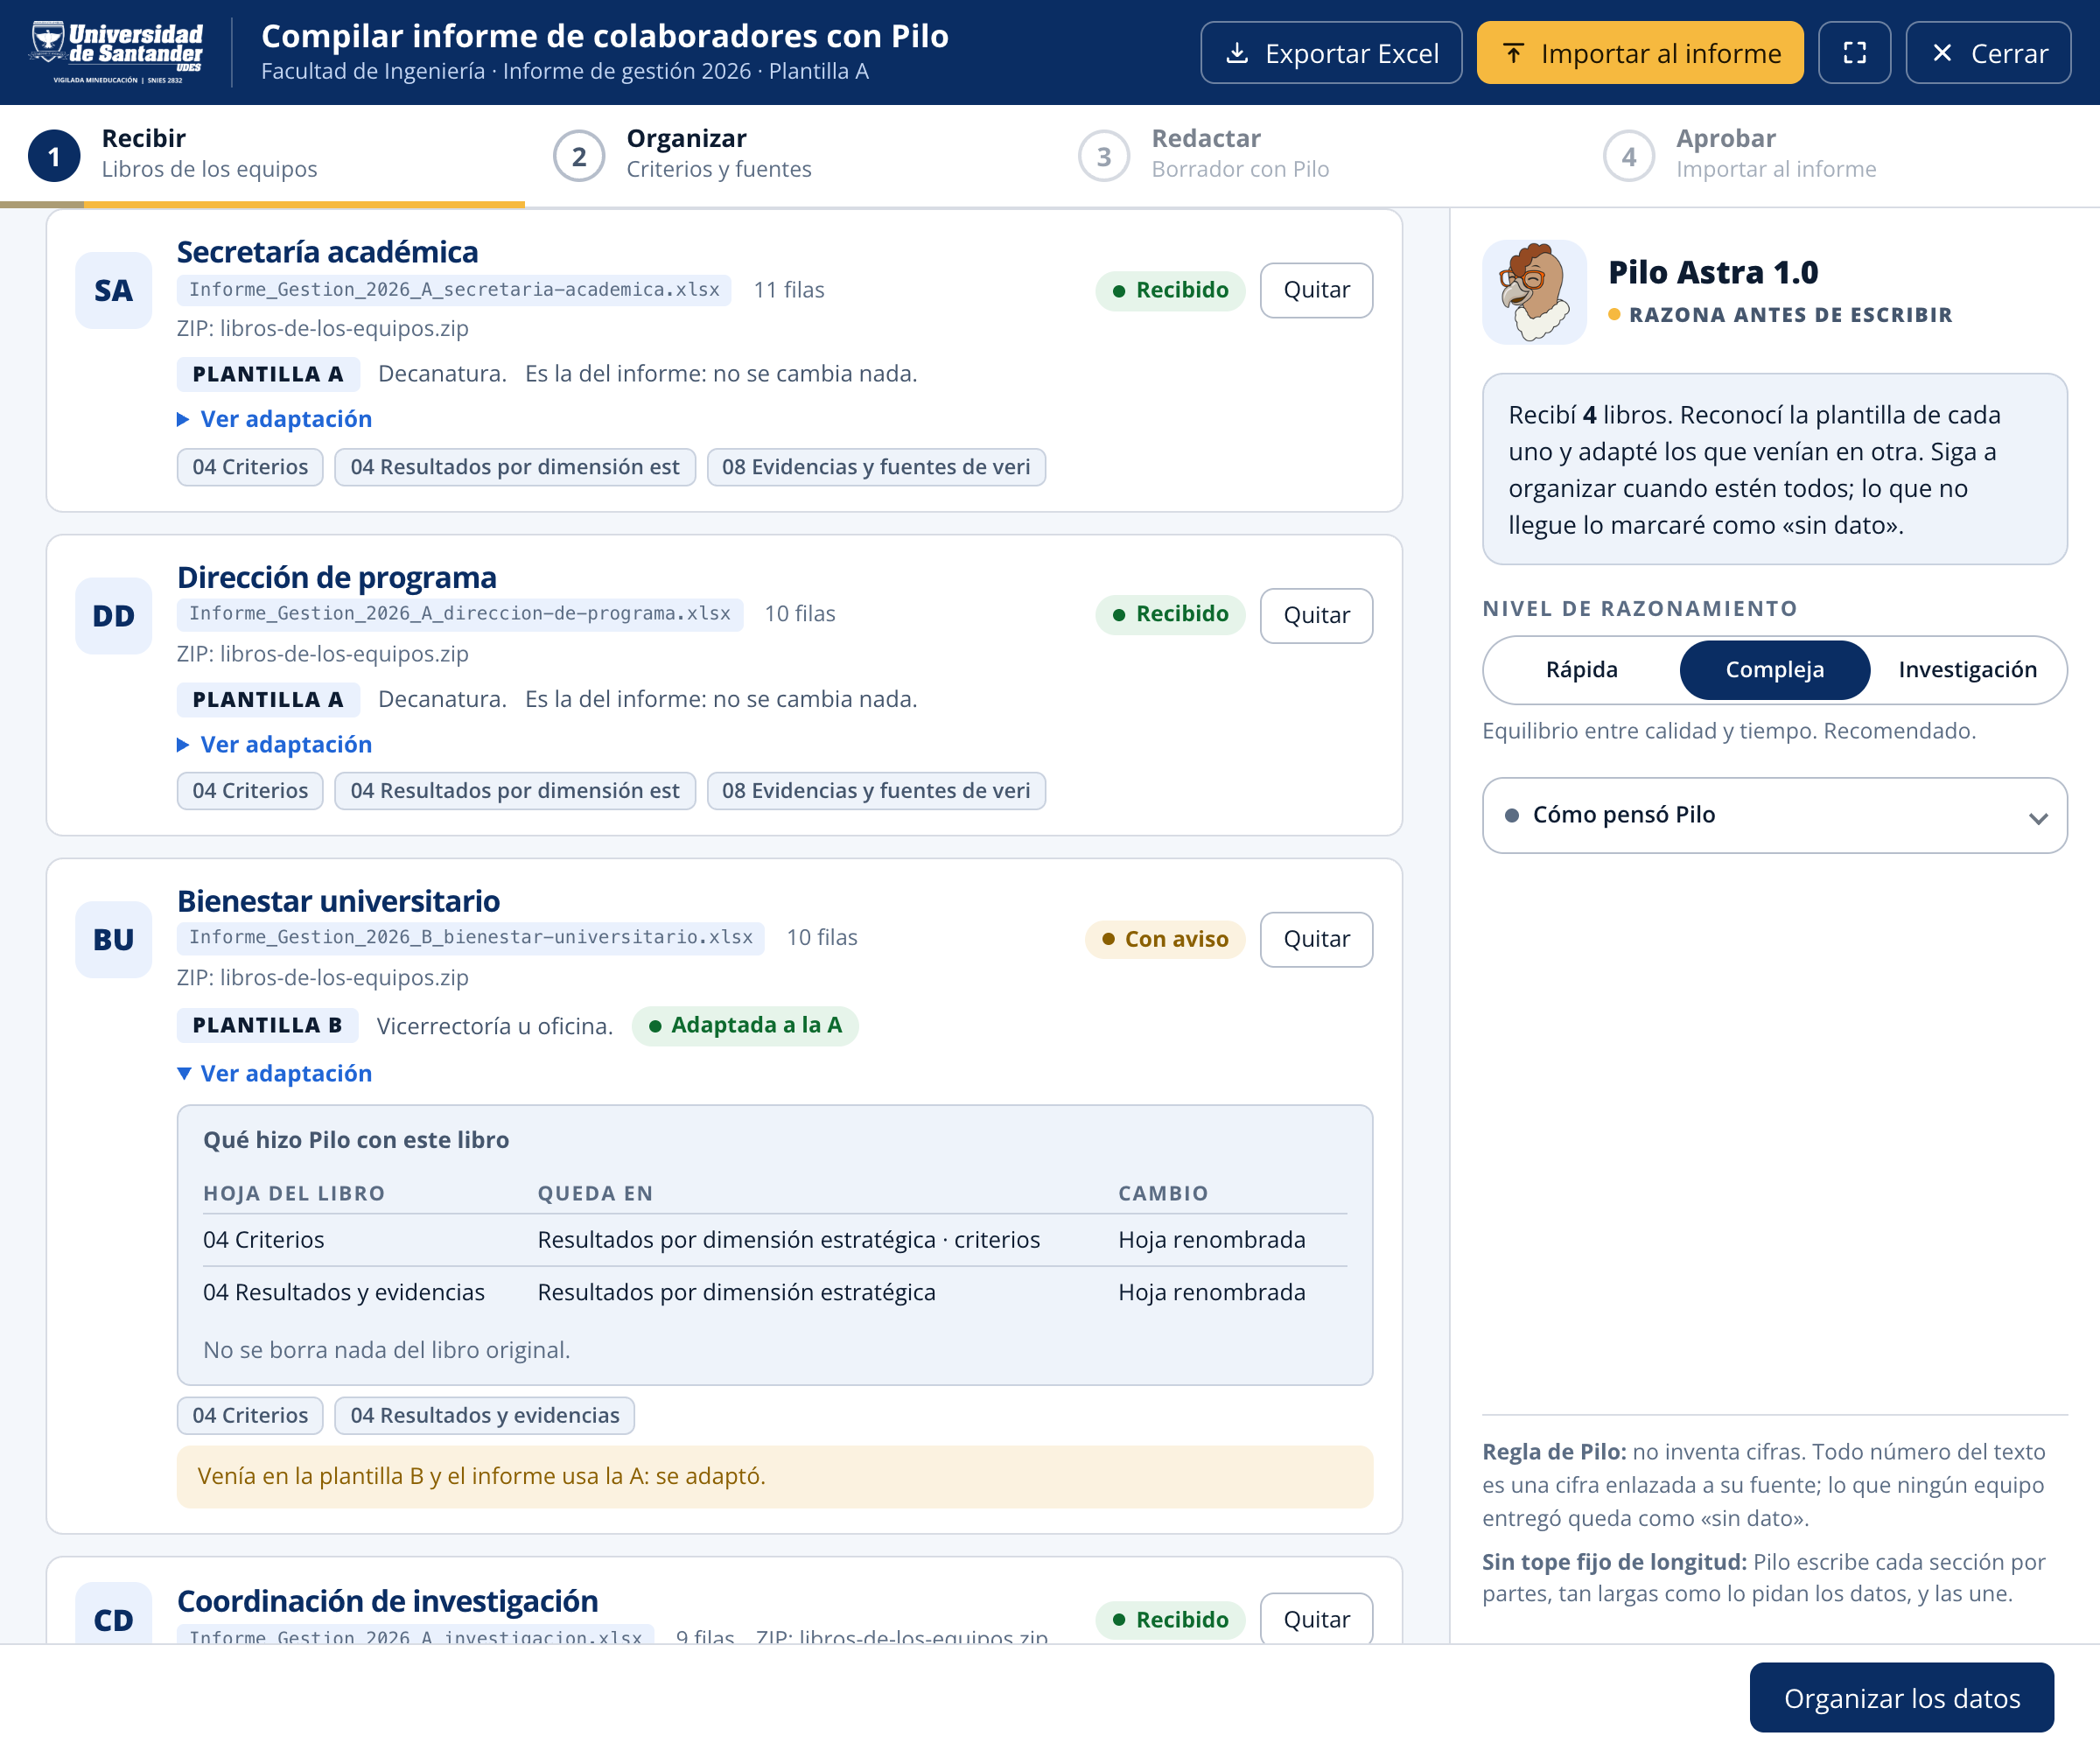 Universidad
de Santander
UDES
VIGILADA MINEDUCACIÓN | SNIES 2832
Compilar informe de colaboradores con Pilo
Facultad de Ingeniería · Informe de gestión 2026 · Plantilla A
Exportar Excel
Importar al informe
Cerrar
1
Recibir
Libros de los equipos
2
Organizar
Criterios y fuentes
3
Redactar
Borrador con Pilo
4
Aprobar
Importar al informe
SA
Secretaría académica
Informe_Gestion_2026_A_secretaria-academica.xlsx 11 filas
ZIP: libros-de-los-equipos.zip
Recibido
Quitar
PLANTILLA A Decanatura. Es la del informe: no se cambia nada.
Ver adaptación
04 Criterios 04 Resultados por dimensión est 08 Evidencias y fuentes de veri
DD
Dirección de programa
Informe_Gestion_2026_A_direccion-de-programa.xlsx 10 filas
ZIP: libros-de-los-equipos.zip
Recibido
Quitar
PLANTILLA A Decanatura. Es la del informe: no se cambia nada.
Ver adaptación
04 Criterios 04 Resultados por dimensión est 08 Evidencias y fuentes de veri
BU
Bienestar universitario
Informe_Gestion_2026_B_bienestar-universitario.xlsx 10 filas
ZIP: libros-de-los-equipos.zip
Con aviso
Quitar
PLANTILLA B Vicerrectoría u oficina. Adaptada a la A
Ver adaptación
Qué hizo Pilo con este libro
HOJA DEL LIBRO QUEDA EN CAMBIO
04 Criterios Resultados por dimensión estratégica · criterios Hoja renombrada
04 Resultados y evidencias Resultados por dimensión estratégica Hoja renombrada
No se borra nada del libro original.
04 Criterios 04 Resultados y evidencias
Venía en la plantilla B y el informe usa la A: se adaptó.
CD
Coordinación de investigación
Informe_Gestion_2026_A_investigacion.xlsx 9 filas ZIP: libros-de-los-equipos.zip
Recibido
Quitar
Pilo Astra 1.0
RAZONA ANTES DE ESCRIBIR
Recibí 4 libros. Reconocí la plantilla de cada
uno y adapté los que venían en otra. Siga a
organizar cuando estén todos; lo que no
llegue lo marcaré como «sin dato».
NIVEL DE RAZONAMIENTO
Rápida Compleja Investigación
Equilibrio entre calidad y tiempo. Recomendado.
Cómo pensó Pilo
Regla de Pilo: no inventa cifras. Todo número del texto
es una cifra enlazada a su fuente; lo que ningún equipo
entregó queda como «sin dato».
Sin tope fijo de longitud: Pilo escribe cada sección por
partes, tan largas como lo pidan los datos, y las une.
Organizar los datos